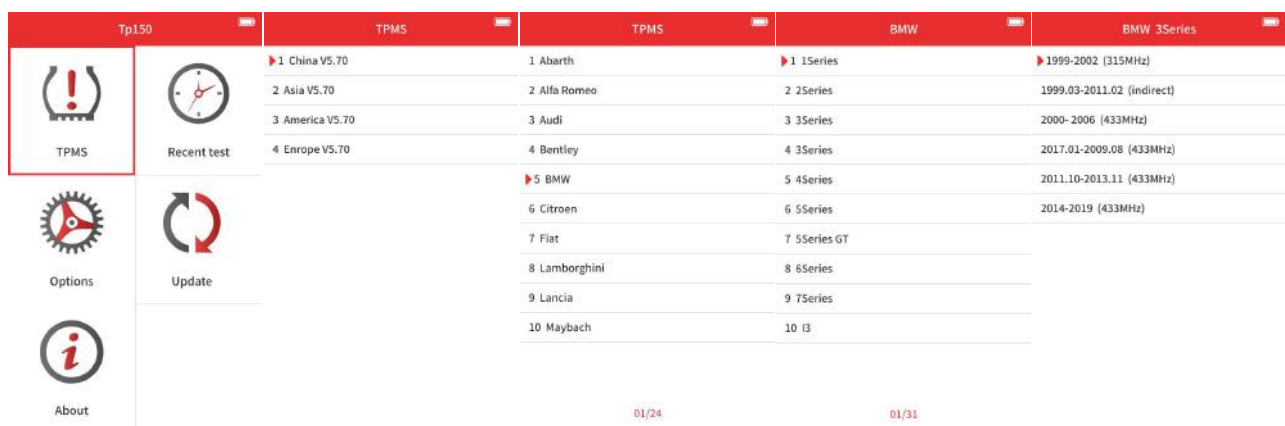 Tp150
TPMS
Recent test
Options
Update
About
TPMS
1 China V5.70
2 Asia V5.70
3 America V5.70
4 Enrope V5.70
TPMS
1 Abarth
2 Alfa Romeo
3 Audi
4 Bentley
5 BMW
6 Citroen
7 Fiat
8 Lamborghini
9 Lancia
10 Maybach
01/24
BMW
1 1Series
2 2Series
3 3Series
4 3Series
5 4Series
6 5Series
7 5Series GT
8 6Series
9 7Series
10 I3
01/31
BMW 3Series
1999-2002 (315MHz)
1999.03-2011.02 (indirect)
2000- 2006 (433MHz)
2017.01-2009.08 (433MHz)
2011.10-2013.11 (433MHz)
2014-2019 (433MHz)